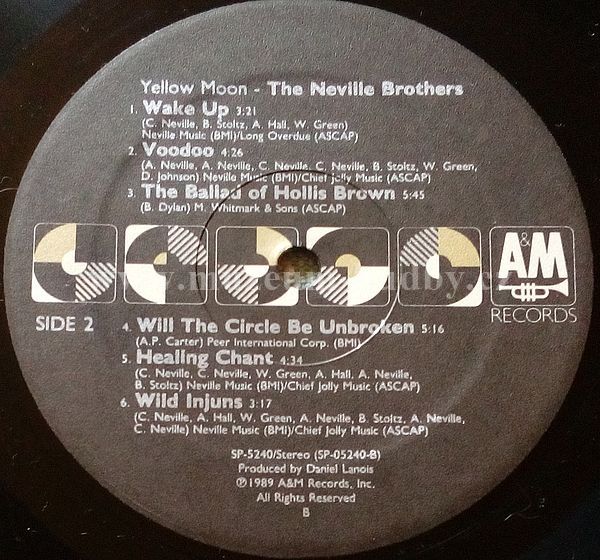 Yellow Moon - The Neville Brothers
1. Wake Up 3:21
(C. Neville, B. Stoltz, A. Hall, W. Green)
Neville Music (BMI)/Long Overdue (ASCAP)
2. Voodoo 4:26
(A. Neville, A. Neville, C. Neville, C, Neville, B. Stoltz, W. Green,
D. Johnson) Neville Music (BMI)/Chief Jolly Music (ASCAP)
3. The Ballad of Hollis Brown 5:45
(B. Dylan) M. Whitmark & Sons (ASCAP)
A&M
RECORDS
SIDE 2
4. Will The Circle Be Unbroken 5:16
(A.P. Carter) Peer International Corp. (BMI)
5. Healing Chant 4:34
(C. Neville, C. Neville, W. Green, A. Hall, A. Neville,
B. Stoltz) Neville Music (BMI)/Chief Jolly Music (ASCAP)
6. Wild Injuns 3:17
(C. Neville, A. Hall, W. Green, A. Neville, B. Stoltz, A. Neville,
C. Neville) Neville Music (BMI)/Chief Jolly Music (ASCAP)
SP-5240/Stereo (SP-05240-B)
Produced by Daniel Lanois
℗1989 A&M Records, Inc.
All Rights Reserved
B